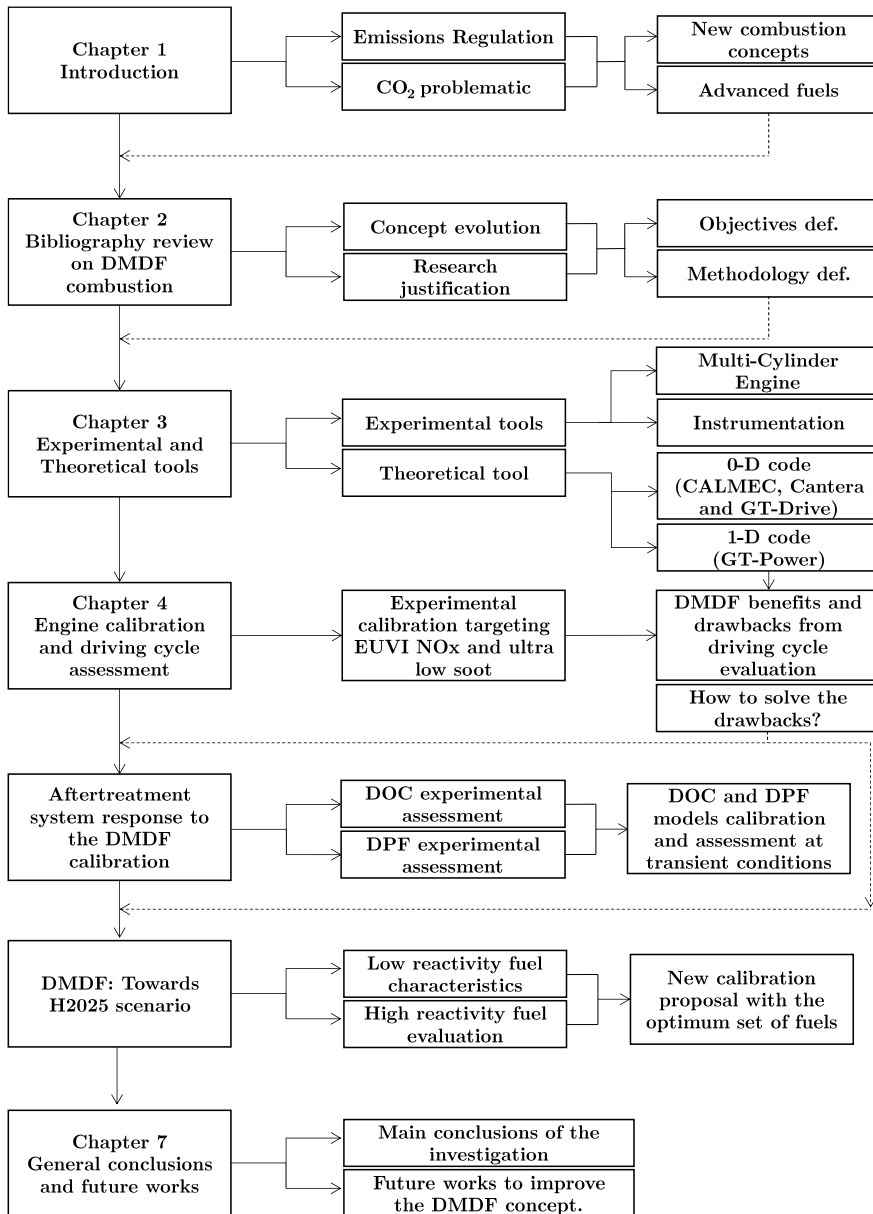 Chapter 1
Introduction
Emissions Regulation
CO₂ problematic
New combustion
concepts
Advanced fuels
Chapter 2
Bibliography review
on DMDF
combustion
Concept evolution
Research
justification
Objectives def.
Methodology def.
Chapter 3
Experimental and
Theoretical tools
Experimental tools
Theoretical tool
Multi-Cylinder
Engine
Instrumentation
0-D code
(CALMEC, Cantera
and GT-Drive)
1-D code
(GT-Power)
Chapter 4
Engine calibration
and driving cycle
assessment
Experimental
calibration targeting
EUVI NOx and ultra
low soot
DMDF benefits and
drawbacks from
driving cycle
evaluation
How to solve the
drawbacks?
Aftertreatment
system response to
the DMDF
calibration
DOC experimental
assessment
DPF experimental
assessment
DOC and DPF
models calibration
and assessment at
transient conditions
DMDF: Towards
H2025 scenario
Low reactivity fuel
characteristics
High reactivity fuel
evaluation
New calibration
proposal with the
optimum set of fuels
Chapter 7
General conclusions
and future works
Main conclusions of the
investigation
Future works to improve
the DMDF concept.